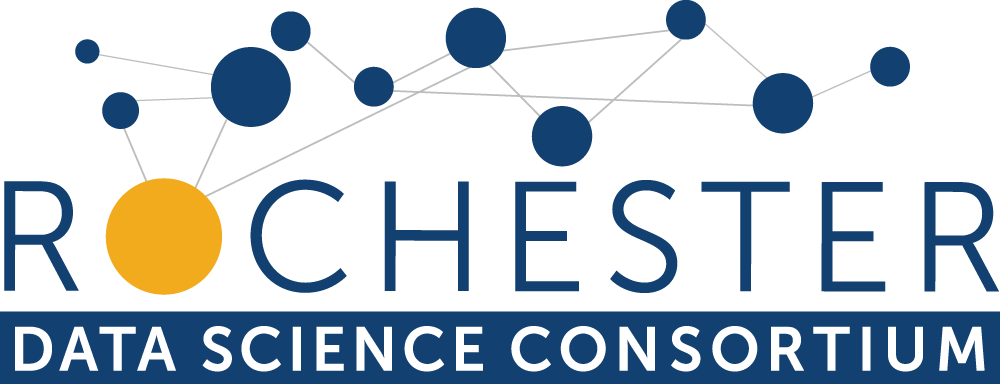 ROCHESTER
DATA SCIENCE CONSORTIUM